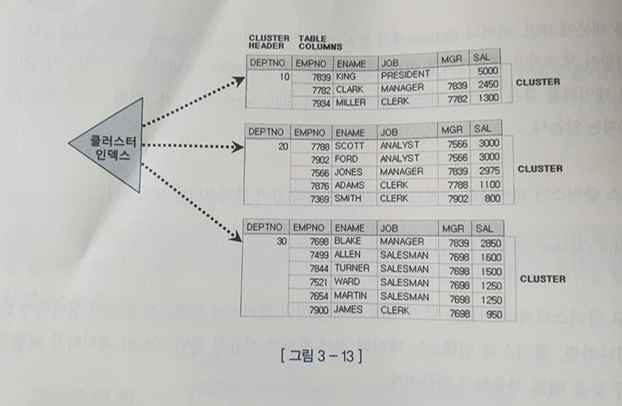 CLUSTER HEADER TABLE COLUMNS
DEPTNO EMPNO ENAME JOB MGR SAL
10 7839 KING PRESIDENT 5000
7782 CLARK MANAGER 7839 2450
7934 MILLER CLERK 7782 1300
CLUSTER
클러스터
인덱스
DEPTNO EMPNO ENAME JOB MGR SAL
20 7788 SCOTT ANALYST 7566 3000
7902 FORD ANALYST 7566 3000
7566 JONES MANAGER 7839 2975
7876 ADAMS CLERK 7788 1100
7369 SMITH CLERK 7902 800
CLUSTER
DEPTNO EMPNO ENAME JOB MGR SAL
30 7698 BLAKE MANAGER 7839 2850
7499 ALLEN SALESMAN 7698 1600
7844 TURNER SALESMAN 7698 1500
7521 WARD SALESMAN 7698 1250
7654 MARTIN SALESMAN 7698 1250
7900 JAMES CLERK 7698 950
CLUSTER
[ 그림 3 - 13 ]